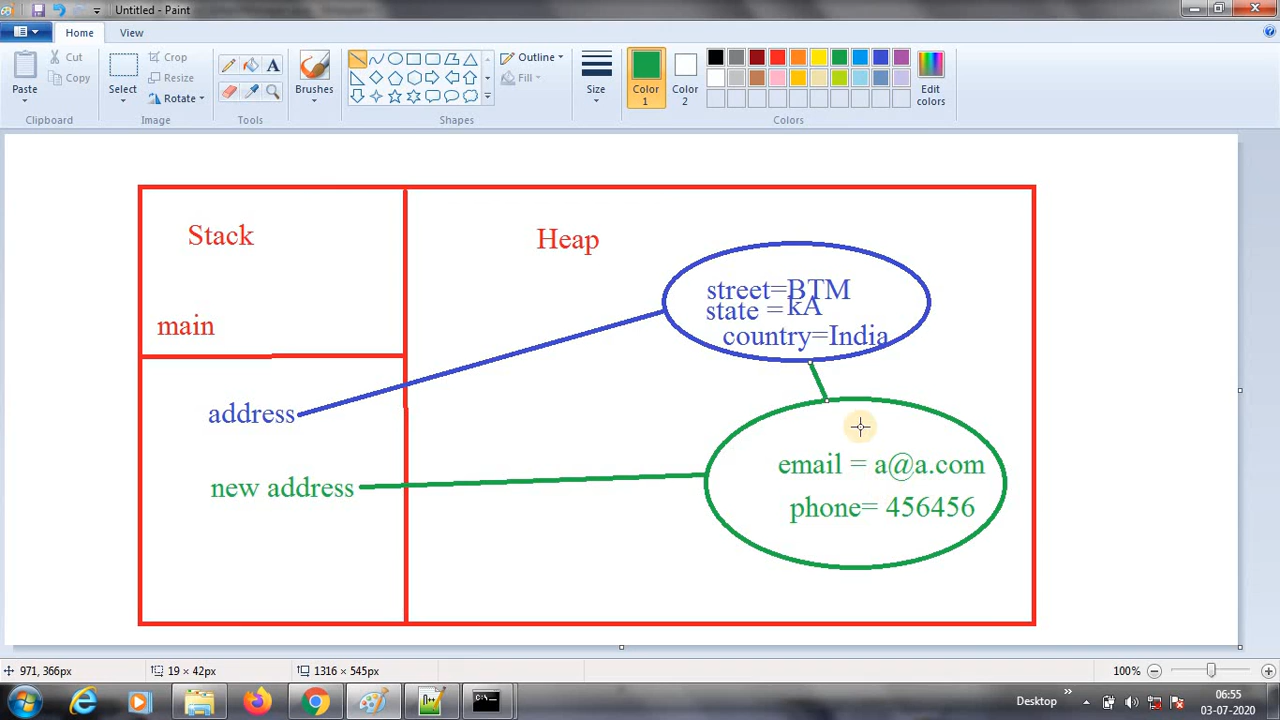 Untitled - Paint
Home View
Paste
Cut
Copy
Clipboard
Select
Crop
Resize
Rotate
Image
A
Tools
Brushes
Outline
Fill
Shapes
Size
Color
1
Color
2
Edit
colors
Colors
Stack
Heap
main
street=BTM
state = kA
country=India
address
new address
email = a@a.com
phone= 456456
971, 366px
19 × 42px
1316 × 545px
100%
Desktop
06:55
03-07-2020